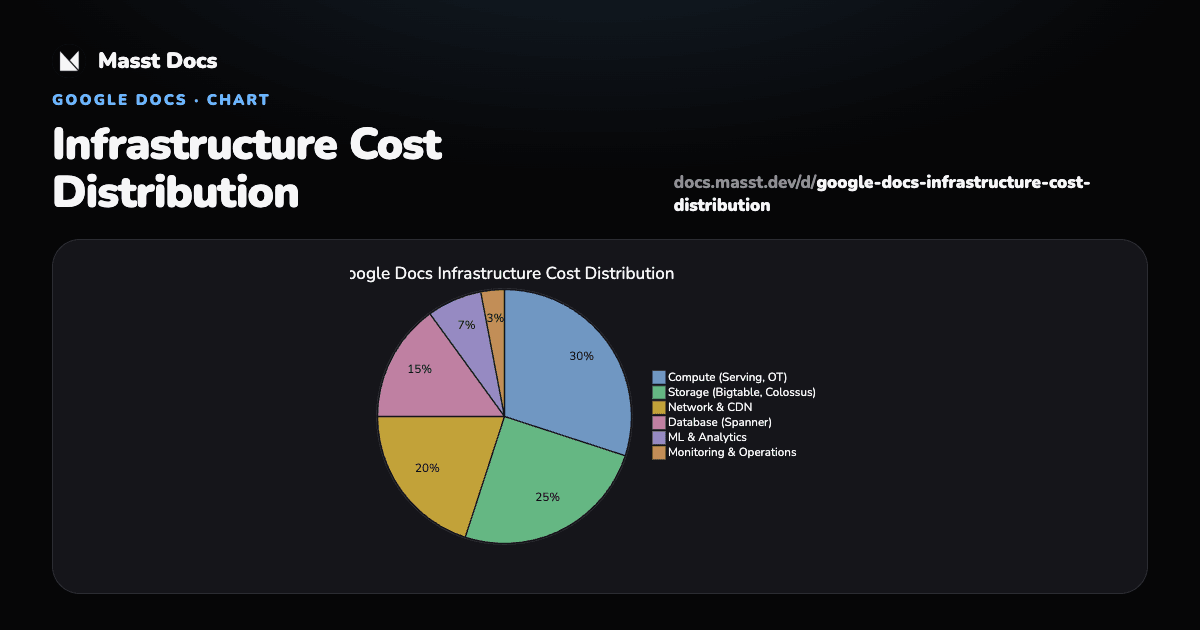 Masst Docs
GOOGLE DOCS · CHART
Infrastructure Cost
Distribution
docs.masst.dev/d/google-docs-infrastructure-cost-
distribution
oogle Docs Infrastructure Cost Distribution
3%
7%
30%
15%
20%
25%
Compute (Serving, OT)
Storage (Bigtable, Colossus)
Network & CDN
Database (Spanner)
ML & Analytics
Monitoring & Operations